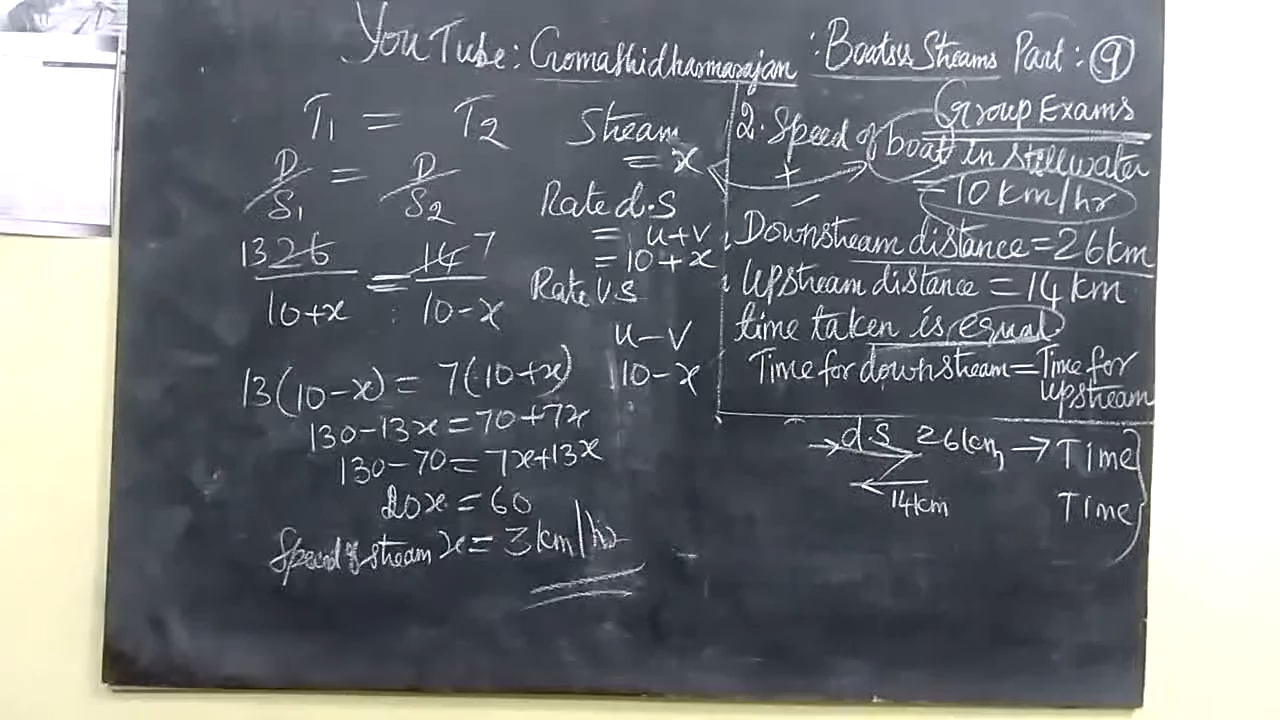 YouTube: Gomathidharmarajan : Boats & Streams Part: 9
T1 = T2
D/S1 = D/S2
13 26/10+x = 14 7/10-x
13(10-x) = 7(10+x)
130-13x = 70+7x
130-70 = 7x+13x
20x = 60
Speed of stream x = 3 km/hr
Stream
= x
Rate d.s
= u+v
= 10+x
Rate U S
u-v
10-x
Group Exams
2. Speed of boat in still water
+ = 10 km/hr
-
Downstream distance = 26 km
Upstream distance = 14 km
time taken is equal
Time for downstream = Time for
upstream
→ d.s 26km → Time
← 14km Time